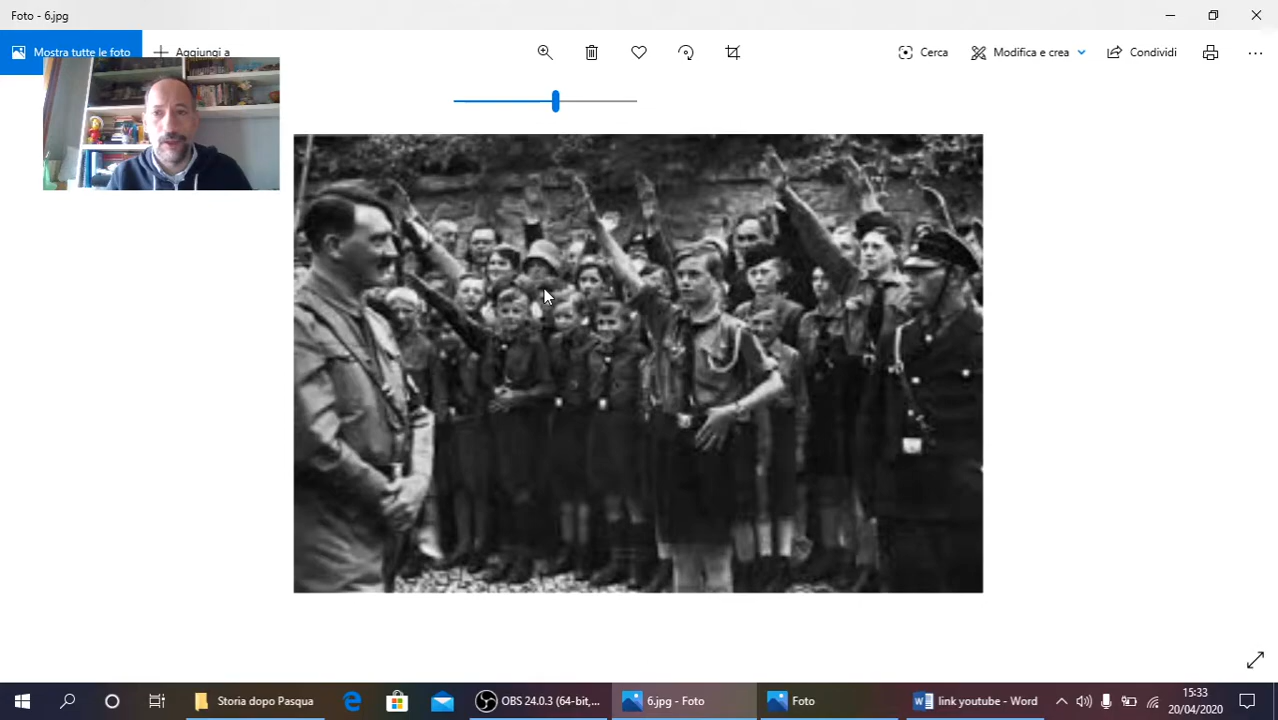 Foto - 6.jpg
Mostra tutte le foto
Aggiungi a
Cerca
Modifica e crea
Condividi
Storia dopo Pasqua
OBS 24.0.3 (64-bit,...
6.jpg - Foto
Foto
link youtube - Word
15:33
20/04/2020